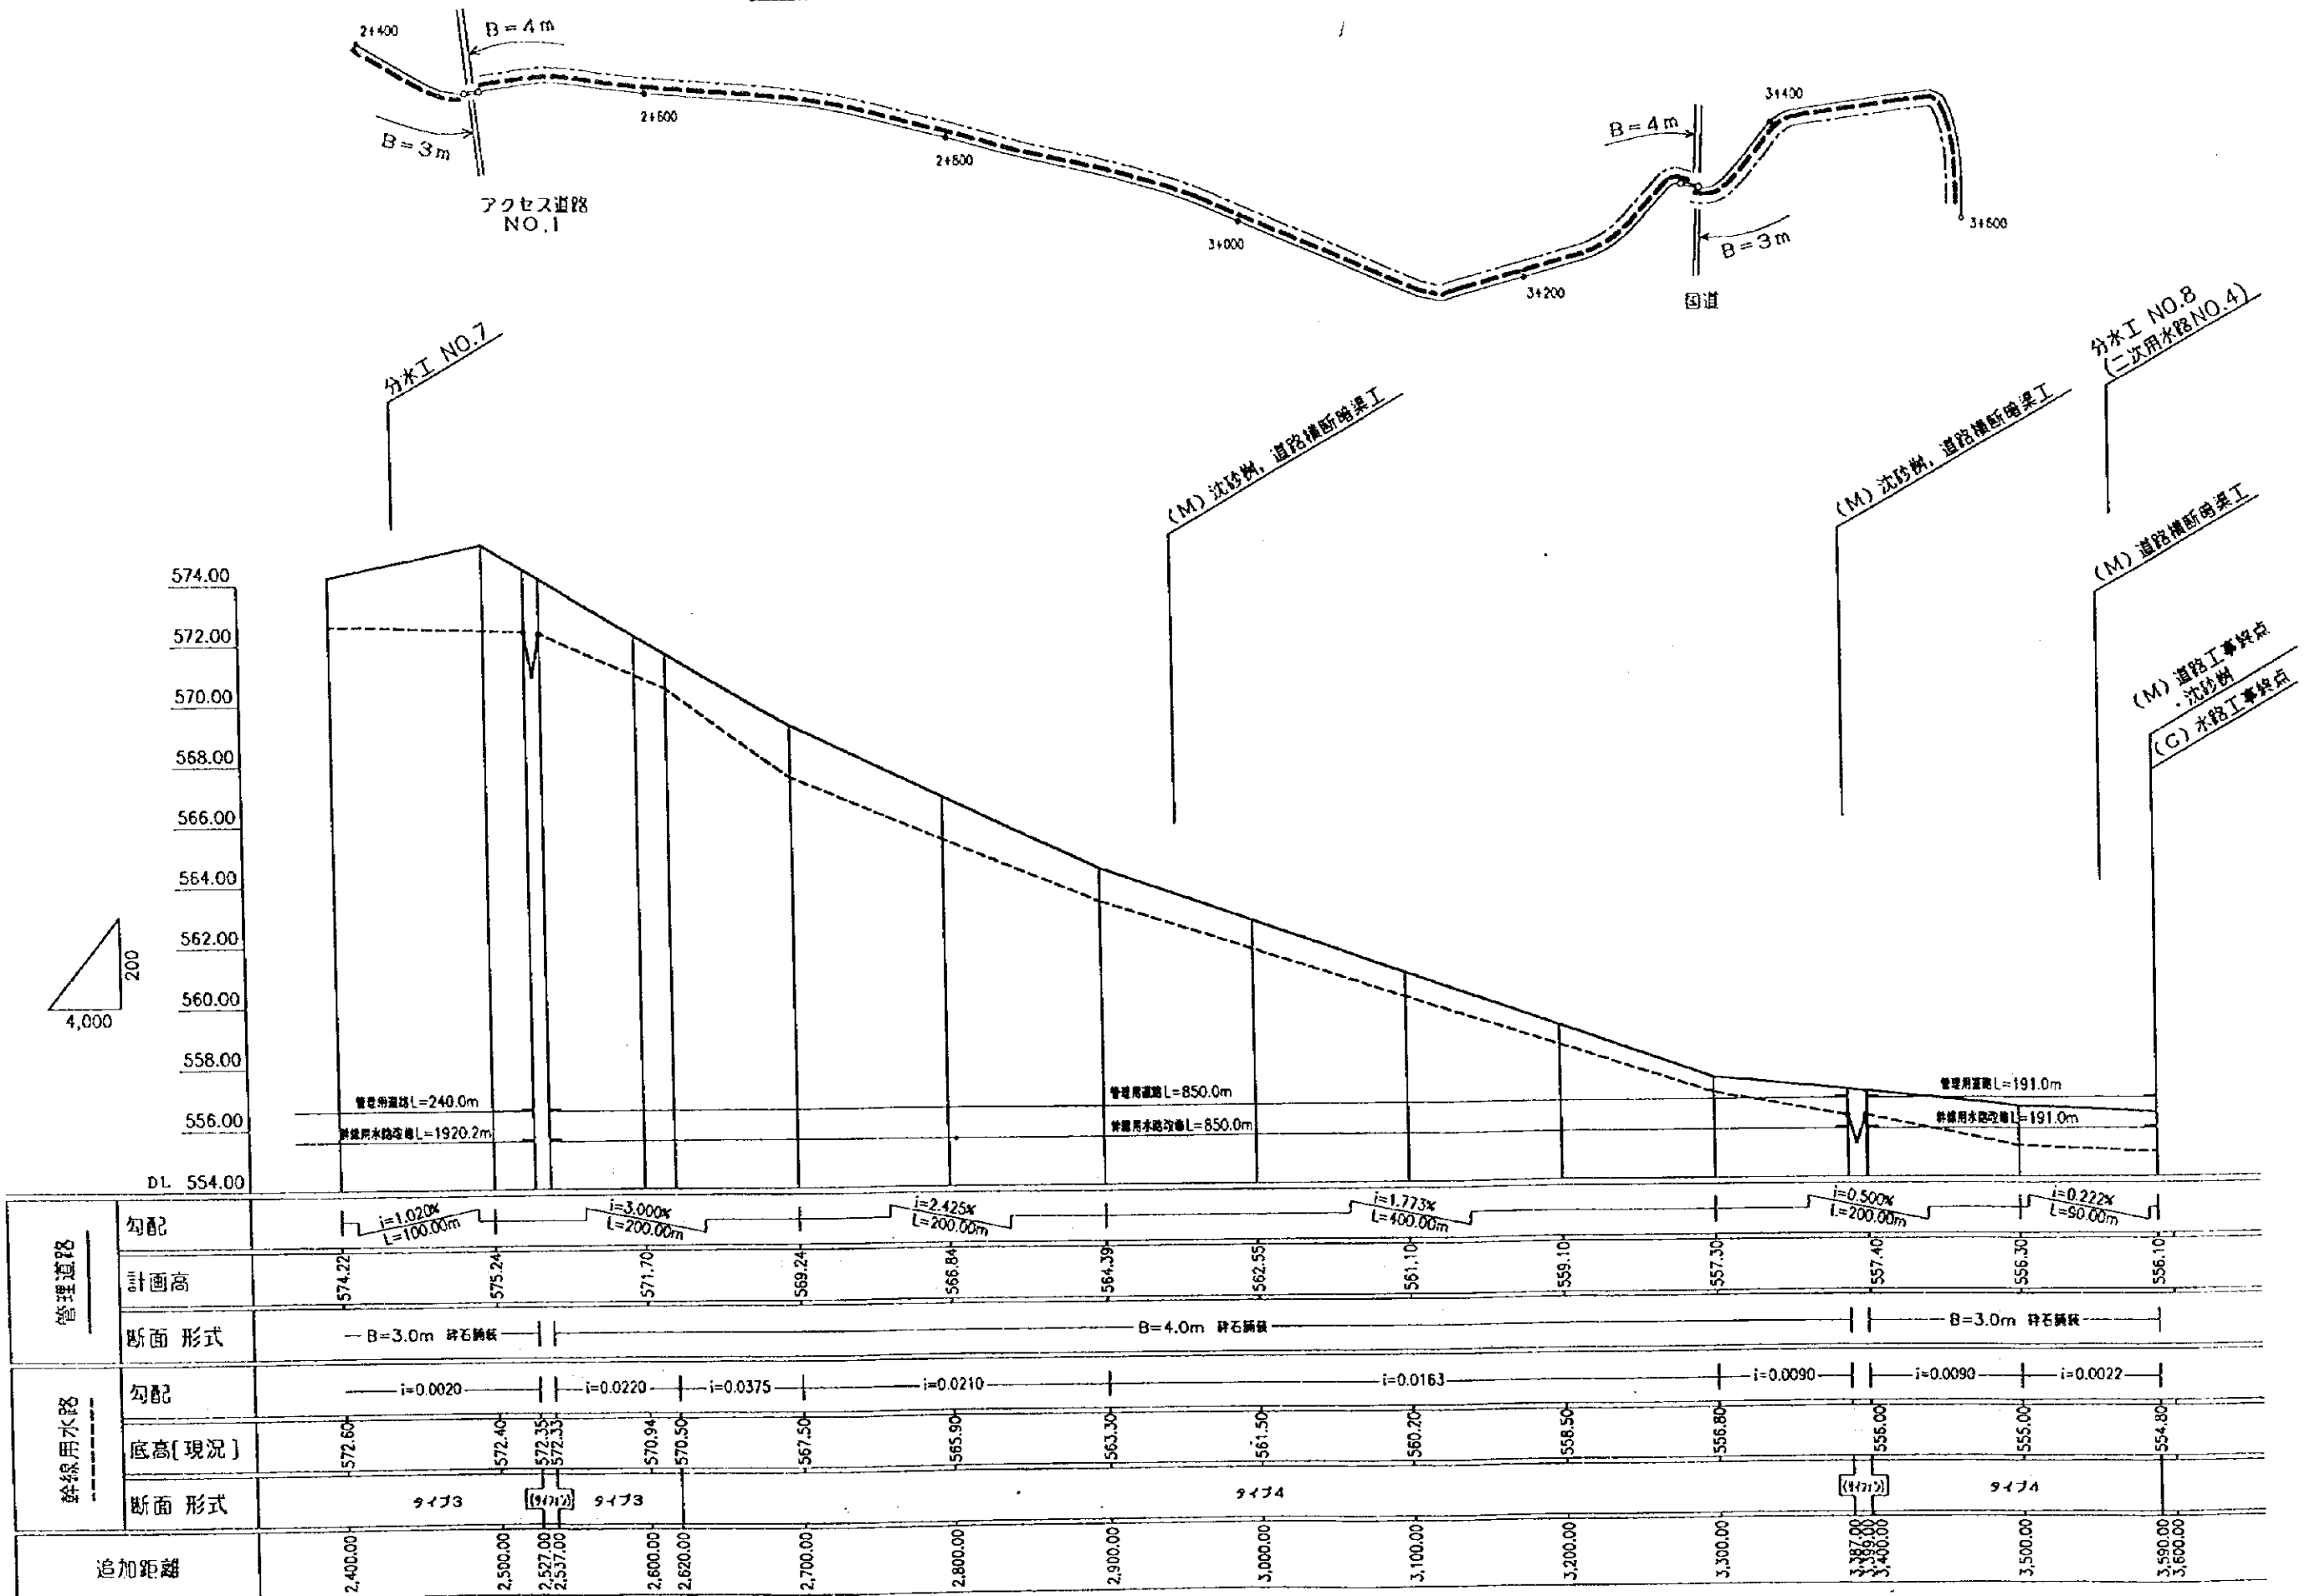 2+400
B=4m
2+600
B=3m
2+800
アクセス道路
NO.1
3+000
3+200
B=4m
3+400
B=3m
国道
3+600
分水工 NO.7
(M) 沈砂桝, 道路横断暗渠工
(M) 沈砂桝, 道路横断暗渠工
分水工 NO.8
(二次用水路NO.4)
(M) 道路横断暗渠工
(M) 道路工事終点
・沈砂桝
(G) 水路工事終点
574.00
572.00
570.00
568.00
566.00
564.00
562.00
560.00
558.00
556.00
DL 554.00
200
4,000
管理用道路L=240.0m
管理用道路L=850.0m
管理用道路L=191.0m
幹線用水路改修L=1920.2m
幹線用水路改修L=850.0m
幹線用水路改修L=191.0m
管理道路
勾配
i=1.020%
L=100.00m
i=3.000%
L=200.00m
i=2.425%
L=200.00m
i=1.773%
L=400.00m
i=0.500%
L=200.00m
i=0.222%
L=90.00m
計画高
574.22
575.24
571.70
569.24
566.84
564.39
562.55
561.10
559.10
557.30
557.40
556.30
556.10
断面 形式
B=3.0m 砕石舗装
B=4.0m 砕石舗装
B=3.0m 砕石舗装
幹線用水路
勾配
i=0.0020
i=0.0220
i=0.0375
i=0.0210
i=0.0163
i=0.0090
i=0.0090
i=0.0022
底高[現況]
572.60
572.40
572.35
572.33
570.94
570.50
567.50
565.90
563.30
561.50
560.20
558.50
556.80
556.00
555.00
554.80
断面 形式
タイプ3
(サイフォン)
タイプ3
タイプ4
(サイフォン)
タイプ4
追加距離
2,400.00
2,500.00
2,527.00
2,537.00
2,600.00
2,620.00
2,700.00
2,800.00
2,900.00
3,000.00
3,100.00
3,200.00
3,300.00
3,387.00
3,399.00
3,400.00
3,500.00
3,590.00
3,600.00